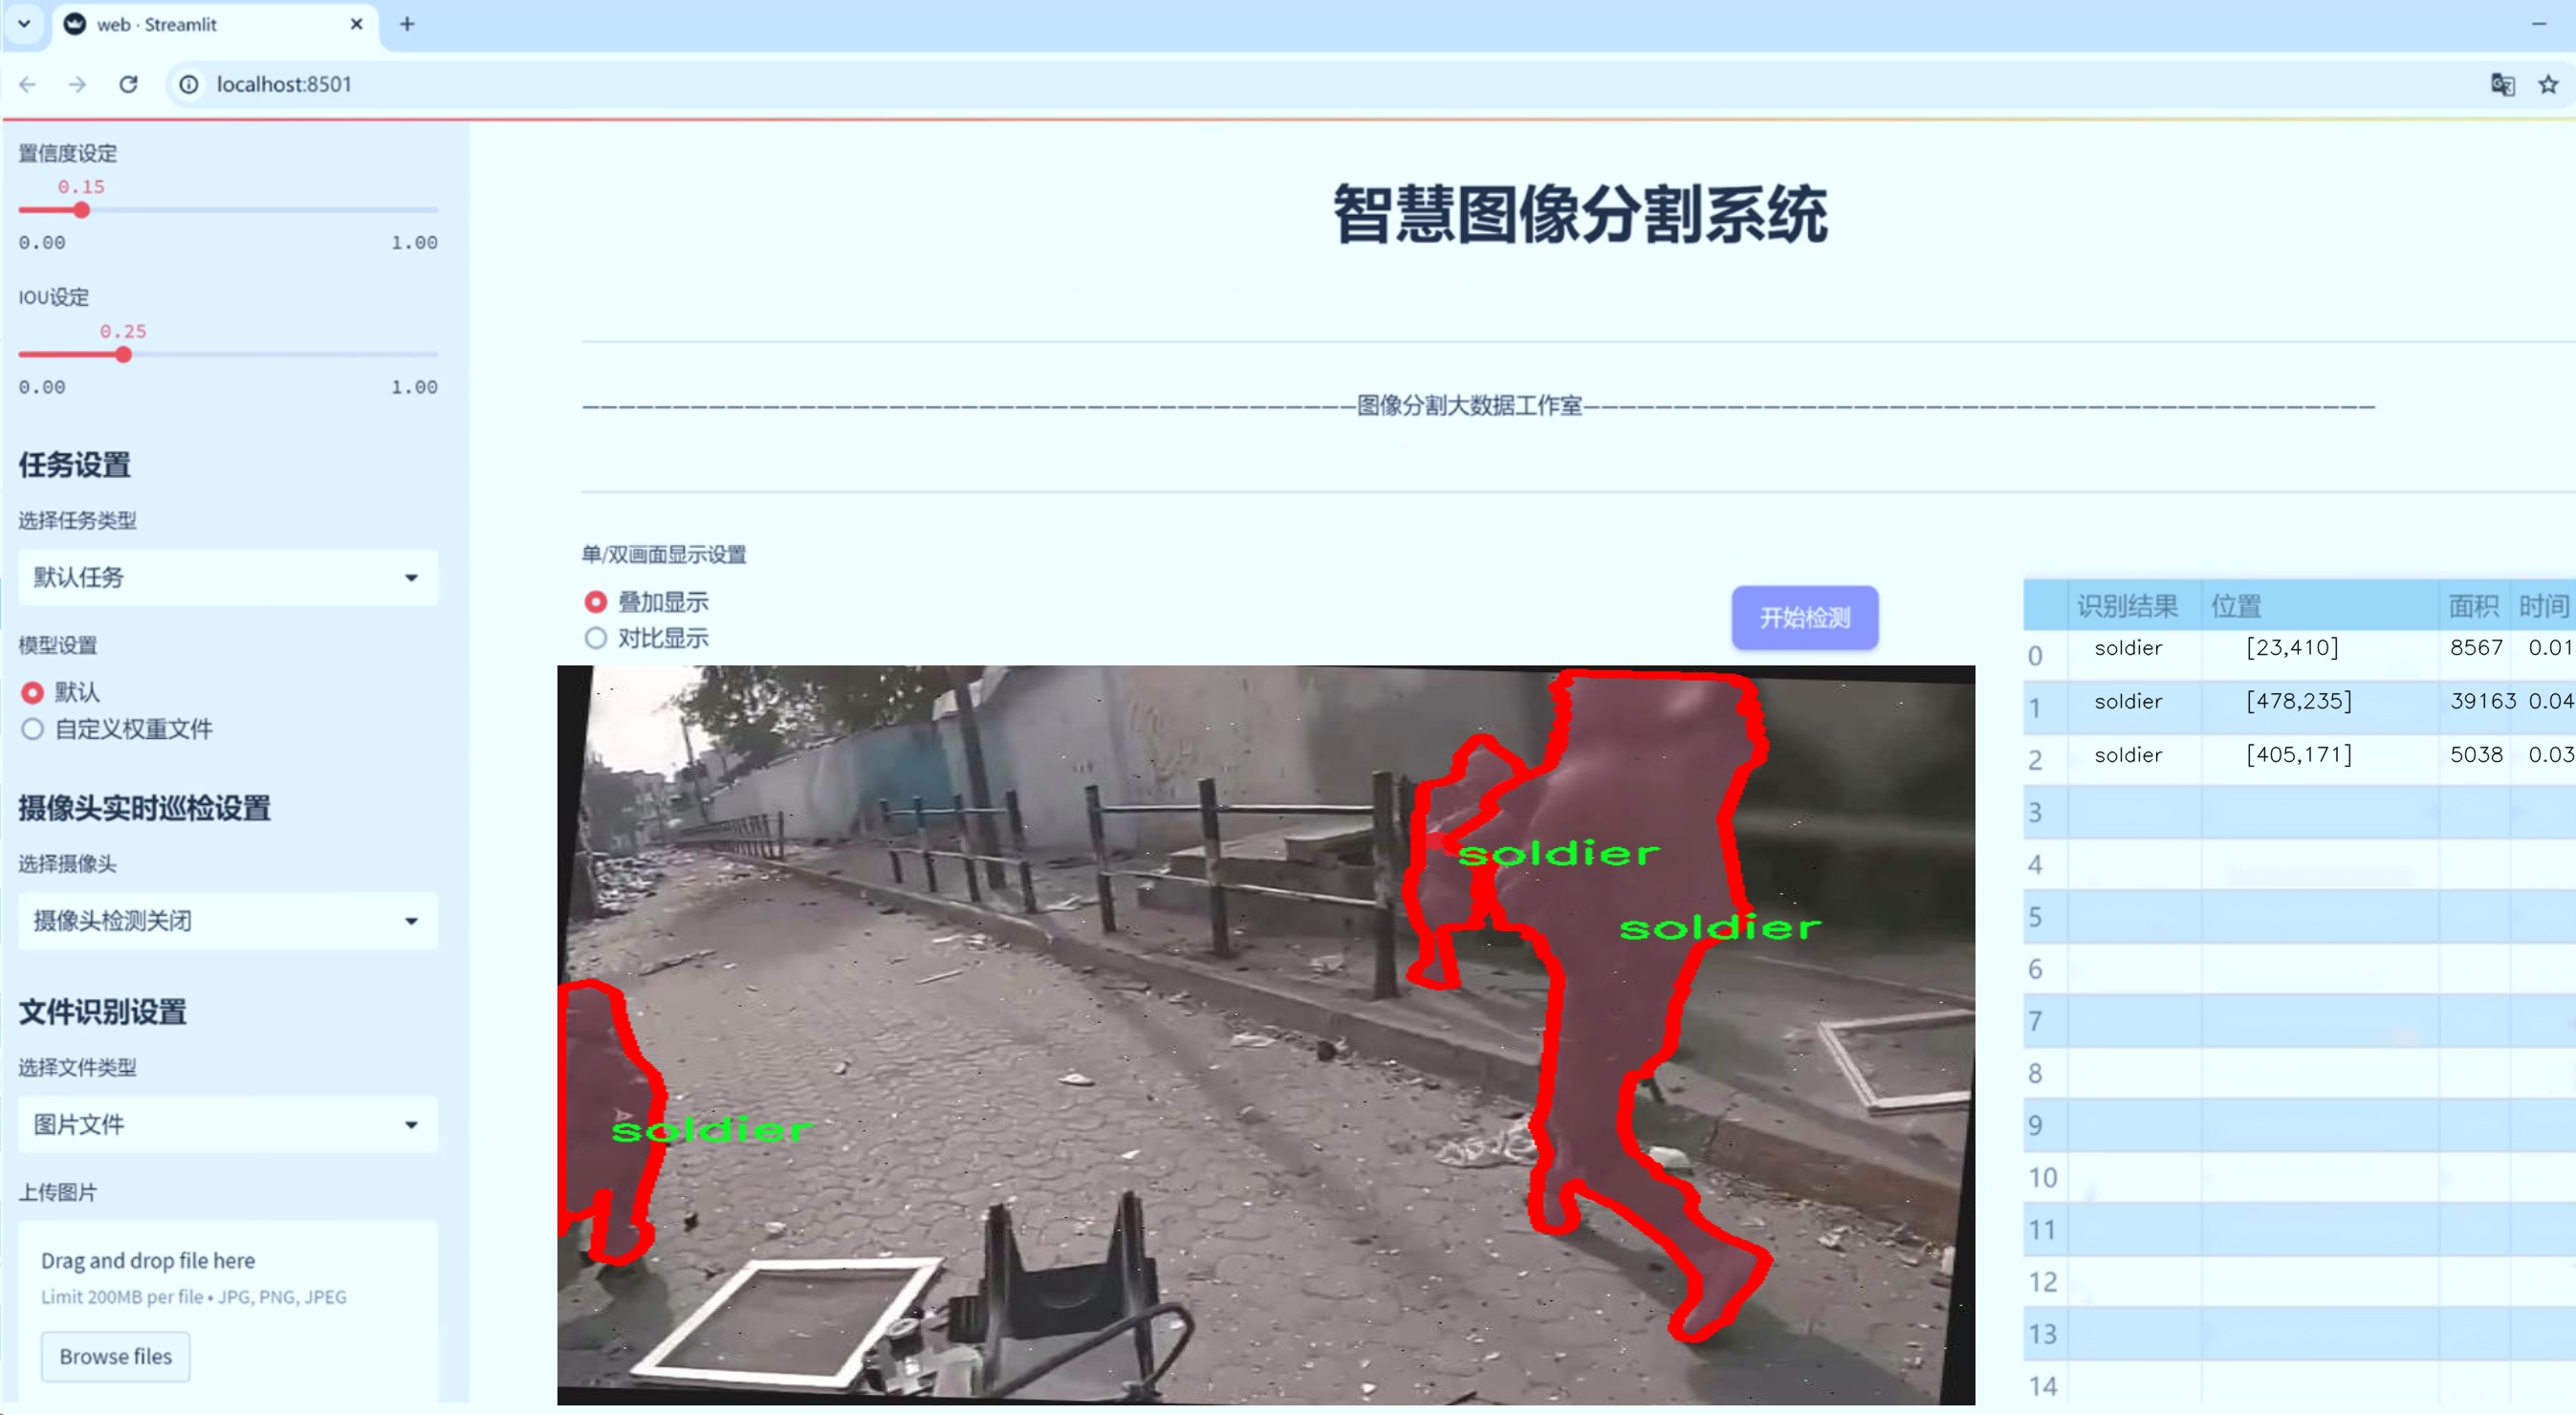 web · Streamlit
localhost:8501
置信度设定
0.15
0.00 1.00
IOU设定
0.25
0.00 1.00
任务设置
选择任务类型
默认任务
模型设置
默认
自定义权重文件
摄像头实时巡检设置
选择摄像头
摄像头检测关闭
文件识别设置
选择文件类型
图片文件
上传图片
Drag and drop file here
Limit 200MB per file • JPG, PNG, JPEG
Browse files
智慧图像分割系统
———————————————————————————————————————————图像分割大数据工作室————————————————————————————————————————————
单/双画面显示设置
叠加显示
对比显示
开始检测
soldier
soldier
soldier
识别结果 位置 面积 时间
0 soldier [23,410] 8567 0.01
1 soldier [478,235] 39163 0.04
2 soldier [405,171] 5038 0.03
3
4
5
6
7
8
9
10
11
12
13
14